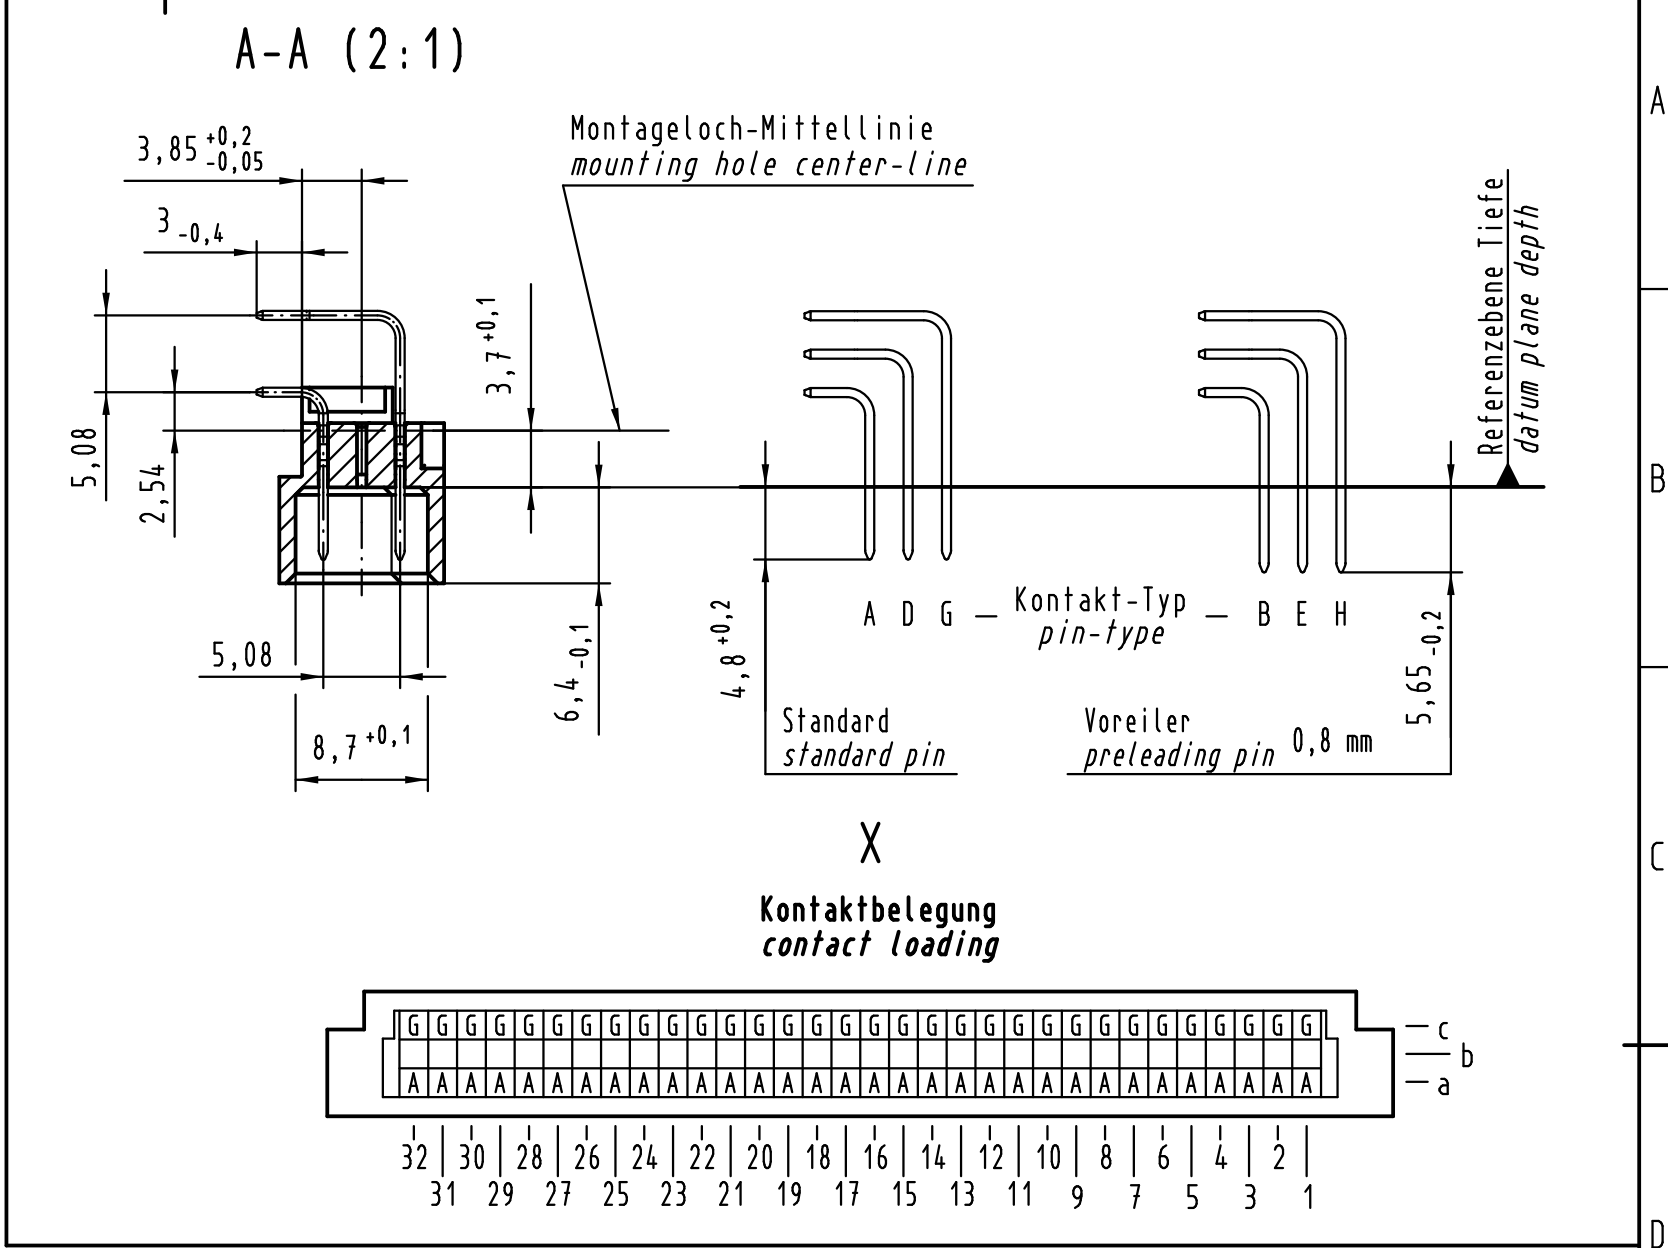 A-A (2:1)
3,85 +0,2 -0,05
3 -0,4
5,08
2,54
3,7 +0,1
6,4 -0,1
5,08
8,7 +0,1
Montageloch-Mittellinie
mounting hole center-line
Referenzebene Tiefe
datum plane depth
A D G – Kontakt-Typ – B E H
pin-type
4,8 +0,2
5,65 -0,2
Standard
standard pin
Voreiler
preleading pin 0,8 mm
X
Kontaktbelegung
contact loading
G G G G G G G G G G G G G G G G G G G G G G G G G G G G G G G G – c
– b
A A A A A A A A A A A A A A A A A A A A A A A A A A A A A A A A – a
32 30 28 26 24 22 20 18 16 14 12 10 8 6 4 2
31 29 27 25 23 21 19 17 15 13 11 9 7 5 3 1
A
B
C
D